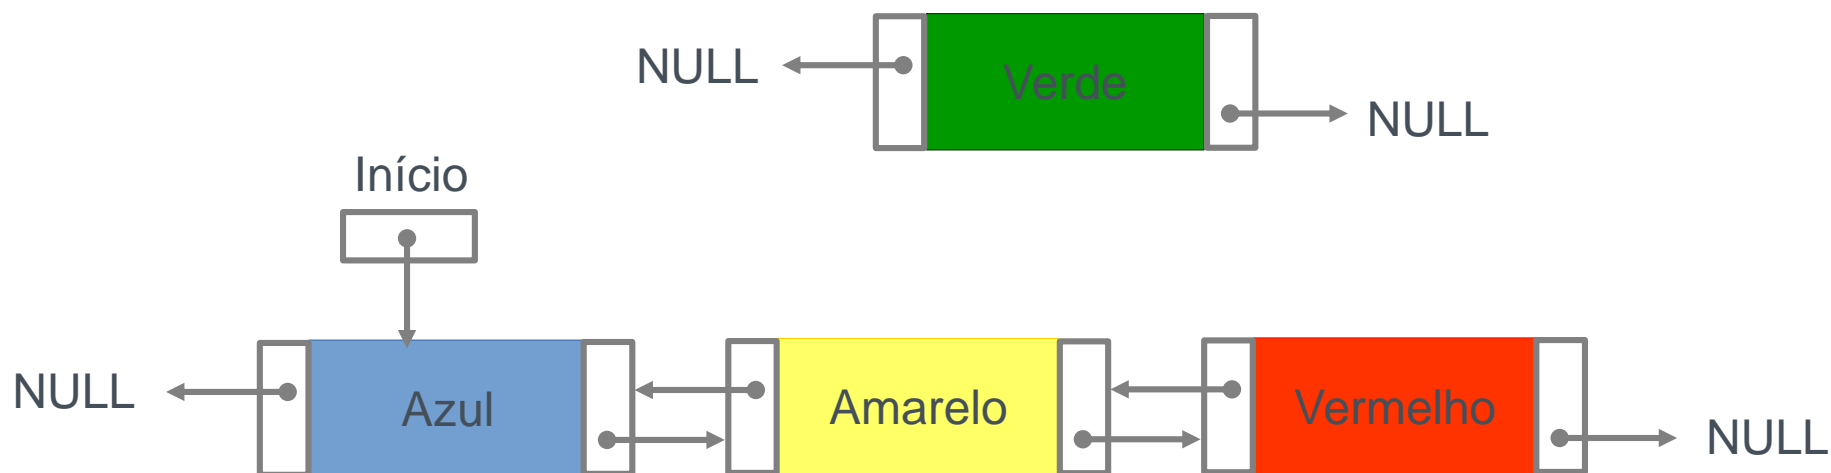 NULL
Verde
NULL
Início
NULL
Azul
Amarelo
Vermelho
NULL